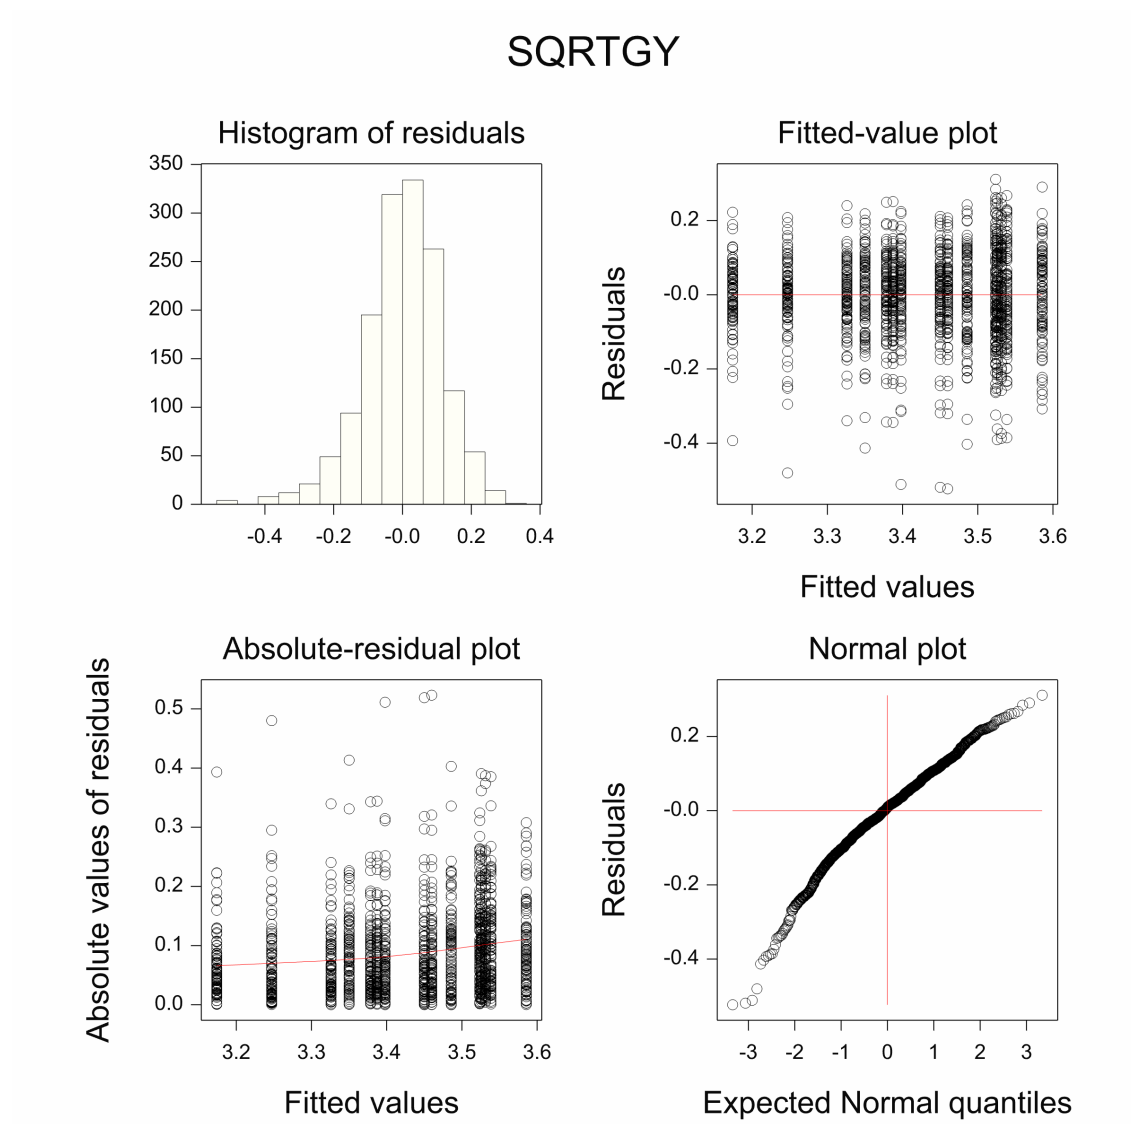 SQRTGY
Histogram of residuals
350
300
250
200
150
100
50
0
-0.4 -0.2 -0.0 0.2 0.4
Fitted-value plot
Residuals
0.2
-0.0
-0.2
-0.4
3.2 3.3 3.4 3.5 3.6
Fitted values
Absolute-residual plot
Absolute values of residuals
0.5
0.4
0.3
0.2
0.1
0.0
3.2 3.3 3.4 3.5 3.6
Fitted values
Normal plot
Residuals
0.2
-0.0
-0.2
-0.4
-3 -2 -1 0 1 2 3
Expected Normal quantiles